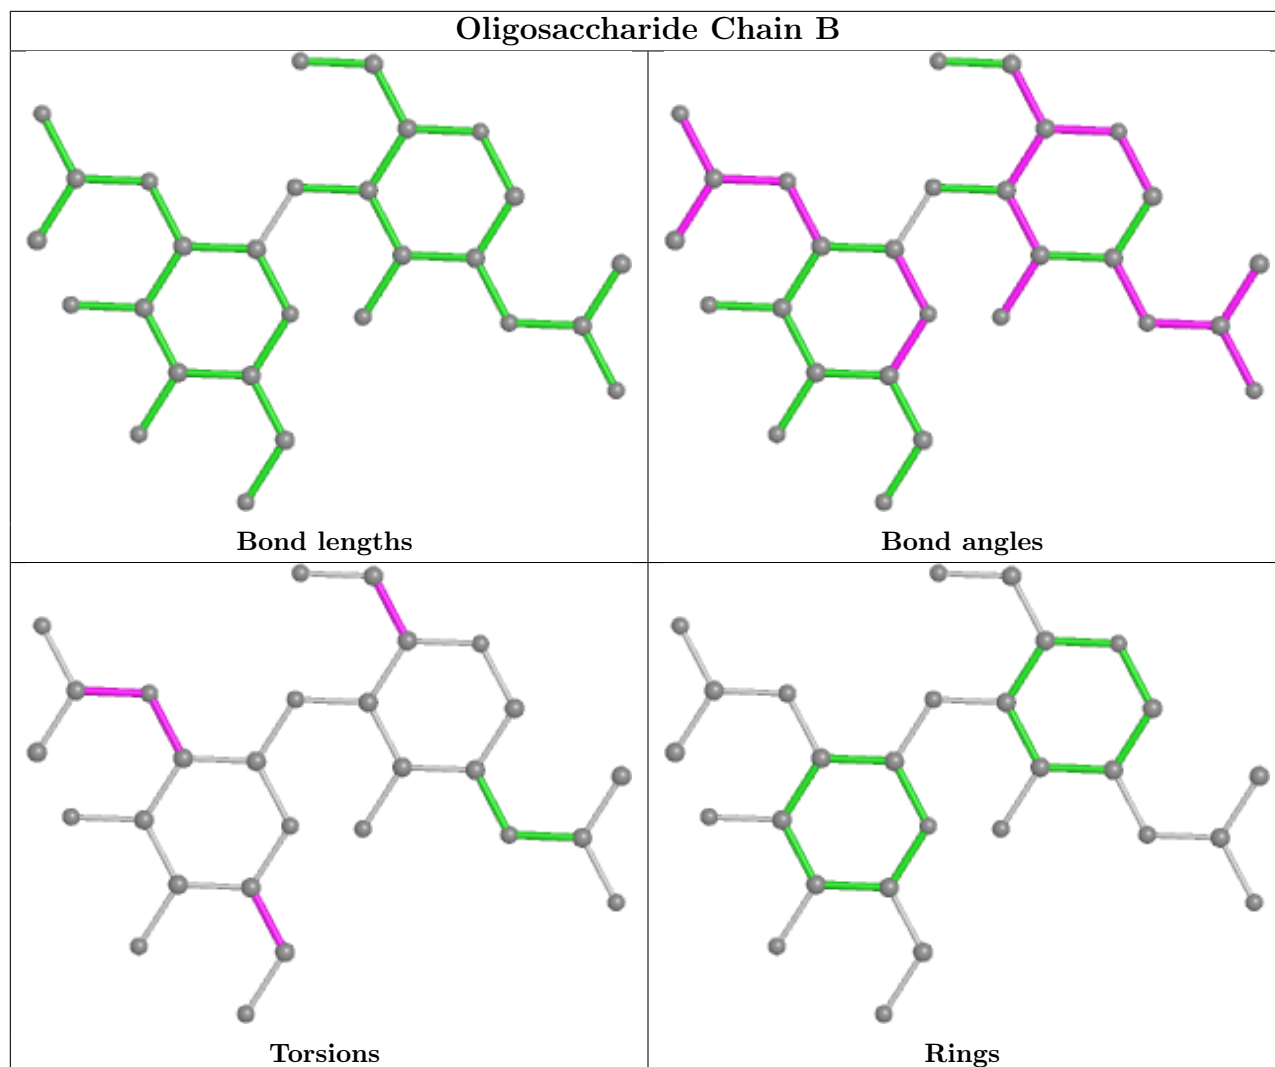 Oligosaccharide Chain B
Bond lengths
Bond angles
Torsions
Rings